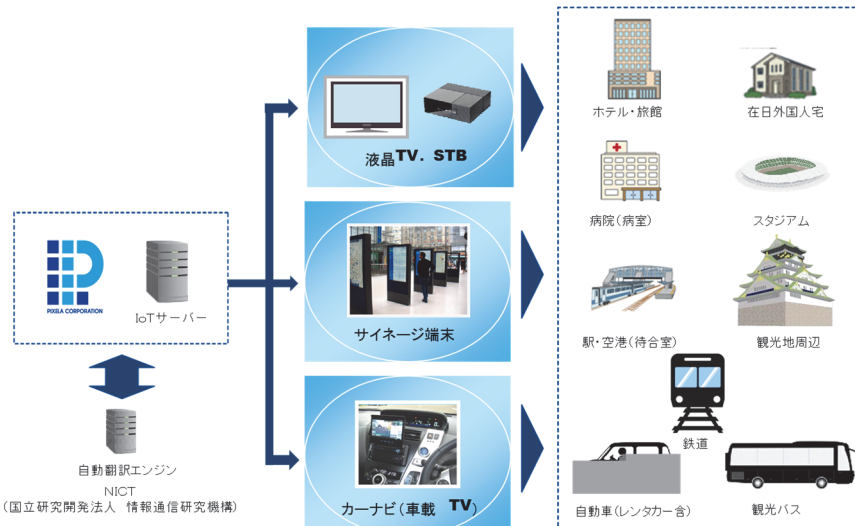 PIXELA CORPORATION
IoTサーバー
自動翻訳エンジン
NICT
(国立研究開発法人 情報通信研究機構)
液晶TV. STB
サイネージ端末
カーナビ(車載 TV)
ホテル・旅館
在日外国人宅
病院(病室)
スタジアム
駅・空港(待合室)
観光地周辺
鉄道
自動車(レンタカー含)
観光バス